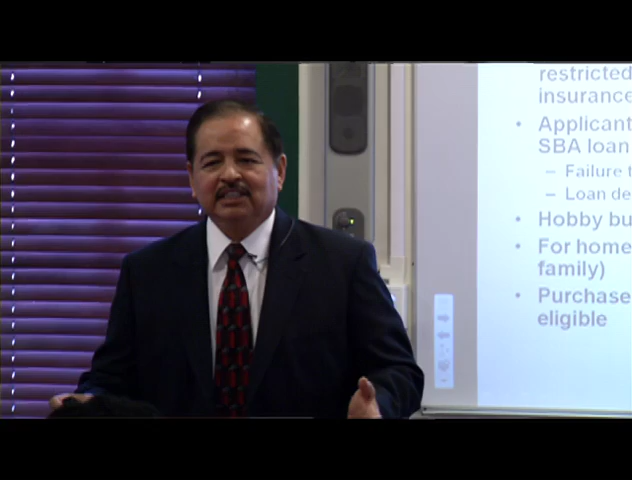 restricted
insurance
• Applicant
SBA loan
– Failure t
– Loan de
• Hobby bu
• For home
family)
• Purchase
eligible